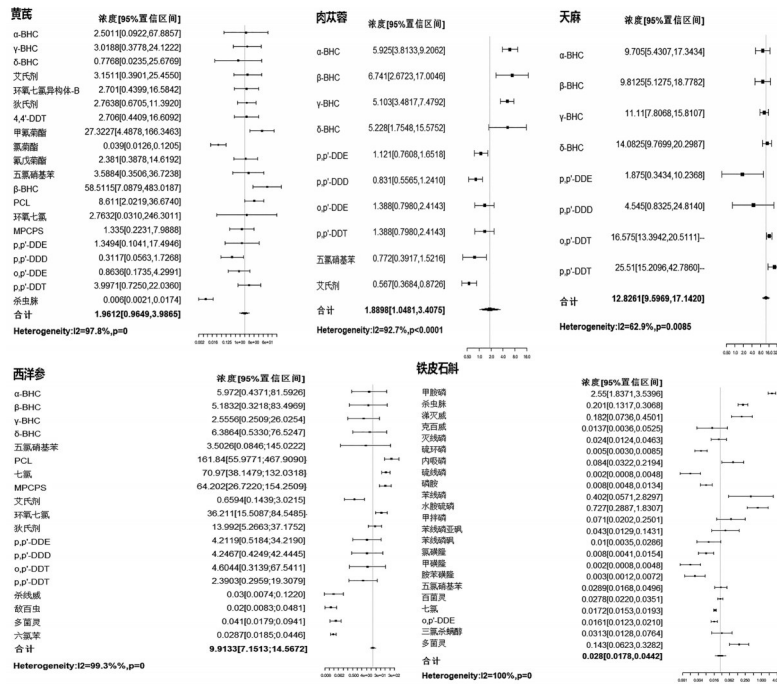 黄芪
浓度[95%置信区间]
α-BHC 2.5011[0.0922,67.8857]
γ-BHC 3.0188[0.3778,24.1222]
δ-BHC 0.7768[0.0235,25.6769]
艾氏剂 3.1511[0.3901,25.4550]
环氧七氯异构体-B 2.701[0.4399,16.5842]
狄氏剂 2.7638[0.6705,11.3920]
4,4'-DDT 2.706[0.4409,16.6092]
甲氰菊酯 27.3227[4.4878,166.3463]
氯菊酯 0.039[0.0126,0.1205]
氰戊菊酯 2.381[0.3878,14.6192]
五氯硝基苯 3.5884[0.3506,36.7238]
β-BHC 58.5115[7.0879,483.0187]
PCL 8.611[2.0219,36.6740]
环氧七氯 2.7632[0.0310,246.3011]
MPCPS 1.335[0.2231,7.9888]
p,p'-DDE 1.3494[0.1041,17.4946]
p,p'-DDD 0.3117[0.0563,1.7268]
o,p'-DDE 0.8636[0.1735,4.2991]
p,p'-DDT 3.9971[0.7250,22.0360]
杀虫脒 0.006[0.0021,0.0174]
合计 1.9612[0.9649,3.9865]
Heterogeneity:I2=97.8%,p=0
肉苁蓉
浓度[95%置信区间]
α-BHC 5.925[3.8133,9.2062]
β-BHC 6.741[2.6723,17.0046]
γ-BHC 5.103[3.4817,7.4792]
δ-BHC 5.228[1.7548,15.5752]
p,p'-DDE 1.121[0.7608,1.6518]
p,p'-DDD 0.831[0.5565,1.2410]
o,p'-DDE 1.388[0.7980,2.4143]
p,p'-DDT 1.388[0.7980,2.4143]
五氯硝基苯 0.772[0.3917,1.5216]
艾氏剂 0.567[0.3684,0.8726]
合计 1.8898[1.0481,3.4075]
Heterogeneity:I2=92.7%,p<0.0001
天麻
浓度[95%置信区间]
α-BHC 9.705[5.4307,17.3434]
β-BHC 9.8125[5.1275,18.7782]
γ-BHC 11.11[7.8068,15.8107]
δ-BHC 14.0825[9.7699,20.2987]
p,p'-DDE 1.875[0.3434,10.2368]
p,p'-DDD 4.545[0.8325,24.8140]
o,p'-DDT 16.575[13.3942,20.5111]--
p,p'-DDT 25.51[15.2096,42.7860]--
合计 12.8261[9.5969,17.1420]
Heterogeneity:I2=62.9%,p=0.0085
西洋参
浓度[95%置信区间]
α-BHC 5.972[0.4371,81.5926]
β-BHC 5.1832[0.3218,83.4969]
γ-BHC 2.5556[0.2509,26.0254]
δ-BHC 6.3864[0.5330,76.5247]
五氯硝基苯 3.5026[0.0846,145.0222]
PCL 161.84[55.9771,467.9090]
七氯 70.97[38.1479,132.0318]
MPCPS 64.202[26.7220,154.2509]
艾氏剂 0.6594[0.1439,3.0215]
环氧七氯 36.211[15.5087,84.5485]
狄氏剂 13.992[5.2663,37.1752]
p,p'-DDE 4.2119[0.5184,34.2190]
p,p'-DDD 4.2467[0.4249,42.4445]
o,p'-DDT 4.6044[0.3139,67.5411]
p,p'-DDT 2.3903[0.2959,19.3079]
杀线威 0.03[0.0074,0.1220]
敌百虫 0.02[0.0083,0.0481]
多菌灵 0.041[0.0179,0.0941]
六氯苯 0.0287[0.0185,0.0446]
合计 9.9133[7.1513,14.5672]
Heterogeneity:I2=99.3%%,p=0
铁皮石斛
浓度[95%置信区间]
甲胺磷 2.55[1.8371,3.5396]
杀虫脒 0.201[0.1317,0.3068]
涕灭威 0.182[0.0736,0.4501]
克百威 0.0137[0.0036,0.0525]
灭线磷 0.024[0.0124,0.0463]
硫环磷 0.005[0.0030,0.0085]
内吸磷 0.084[0.0322,0.2194]
硫线磷 0.002[0.0008,0.0048]
磷胺 0.008[0.0048,0.0134]
苯线磷 0.402[0.0571,2.8297]
水胺硫磷 0.727[0.2887,1.8307]
甲拌磷 0.071[0.0202,0.2501]
苯线磷亚砜 0.043[0.0129,0.1431]
苯线磷砜 0.01[0.0035,0.0286]
氯磺隆 0.008[0.0041,0.0154]
甲磺隆 0.002[0.0008,0.0048]
胺苯磺隆 0.003[0.0012,0.0072]
五氯硝基苯 0.0289[0.0168,0.0496]
百菌灵 0.0278[0.0220,0.0351]
七氯 0.0172[0.0153,0.0193]
o,p'-DDE 0.0161[0.0123,0.0210]
三氯杀螨醇 0.0313[0.0128,0.0764]
多菌灵 0.143[0.0623,0.3282]
合计 0.028[0.0178,0.0442]
Heterogeneity:I2=100%,p=0